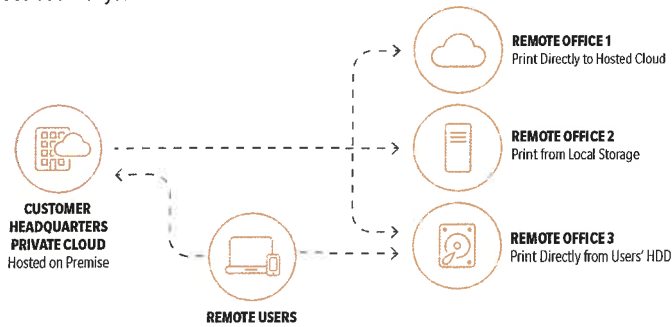 REMOTE OFFICE 1
Print Directly to Hosted Cloud
REMOTE OFFICE 2
Print from Local Storage
CUSTOMER
HEADQUARTERS
PRIVATE CLOUD
Hosted on Premise
REMOTE OFFICE 3
Print Directly from Users' HDD
REMOTE USERS